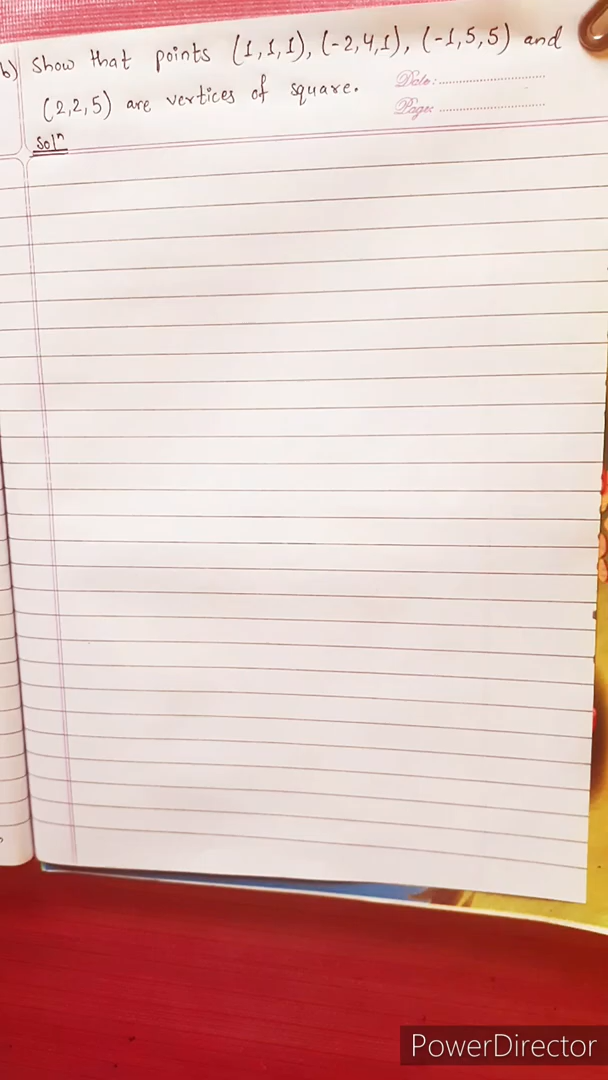 b) Show that points (1,1,1), (-2,4,1), (-1,5,5) and
(2,2,5) are vertices of square.
Date:
Page:
Solⁿ
PowerDirector